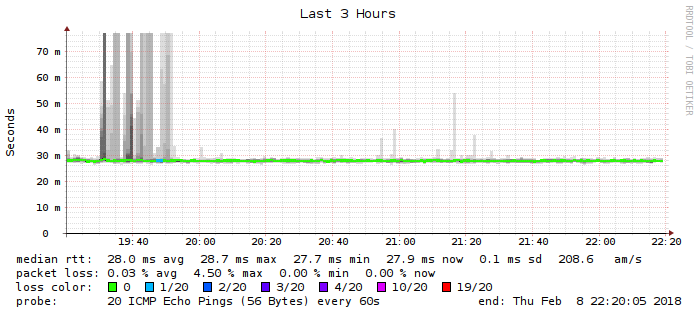 Last 3 Hours
RRDTOOL / TOBI OETIKER
Seconds
70 m
60 m
50 m
40 m
30 m
20 m
10 m
0
19:40 20:00 20:20 20:40 21:00 21:20 21:40 22:00 22:20
median rtt: 28.0 ms avg 28.7 ms max 27.7 ms min 27.9 ms now 0.1 ms sd 208.6 am/s
packet loss: 0.03 % avg 4.50 % max 0.00 % min 0.00 % now
loss color: 0 1/20 2/20 3/20 4/20 10/20 19/20
probe: 20 ICMP Echo Pings (56 Bytes) every 60s end: Thu Feb 8 22:20:05 2018